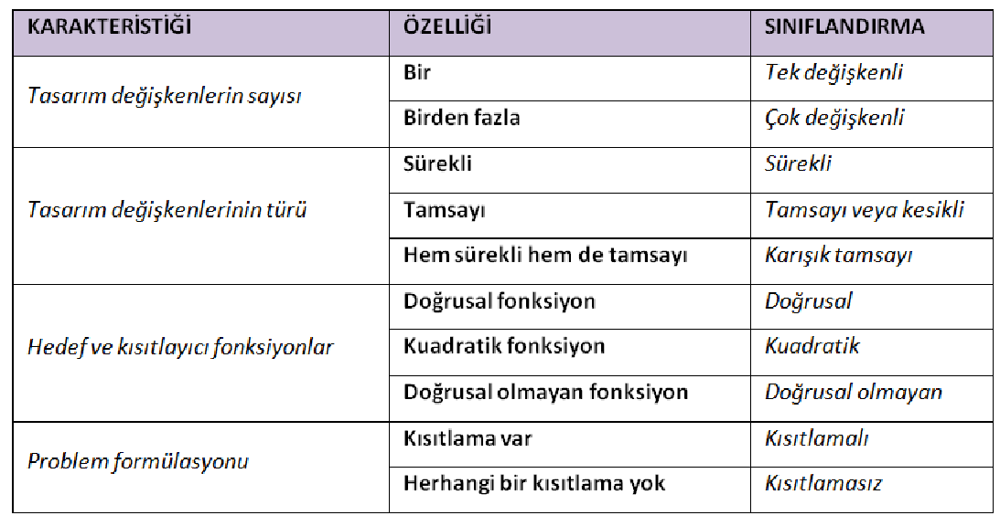 KARAKTERİSTİĞİ ÖZELLİĞİ SINIFLANDIRMA
Tasarım değişkenlerin sayısı
Bir Tek değişkenli
Birden fazla Çok değişkenli
Tasarım değişkenlerinin türü
Sürekli Sürekli
Tamsayı Tamsayı veya kesikli
Hem sürekli hem de tamsayı Karışık tamsayı
Hedef ve kısıtlayıcı fonksiyonlar
Doğrusal fonksiyon Doğrusal
Kuadratik fonksiyon Kuadratik
Doğrusal olmayan fonksiyon Doğrusal olmayan
Problem formülasyonu
Kısıtlama var Kısıtlamalı
Herhangi bir kısıtlama yok Kısıtlamasız